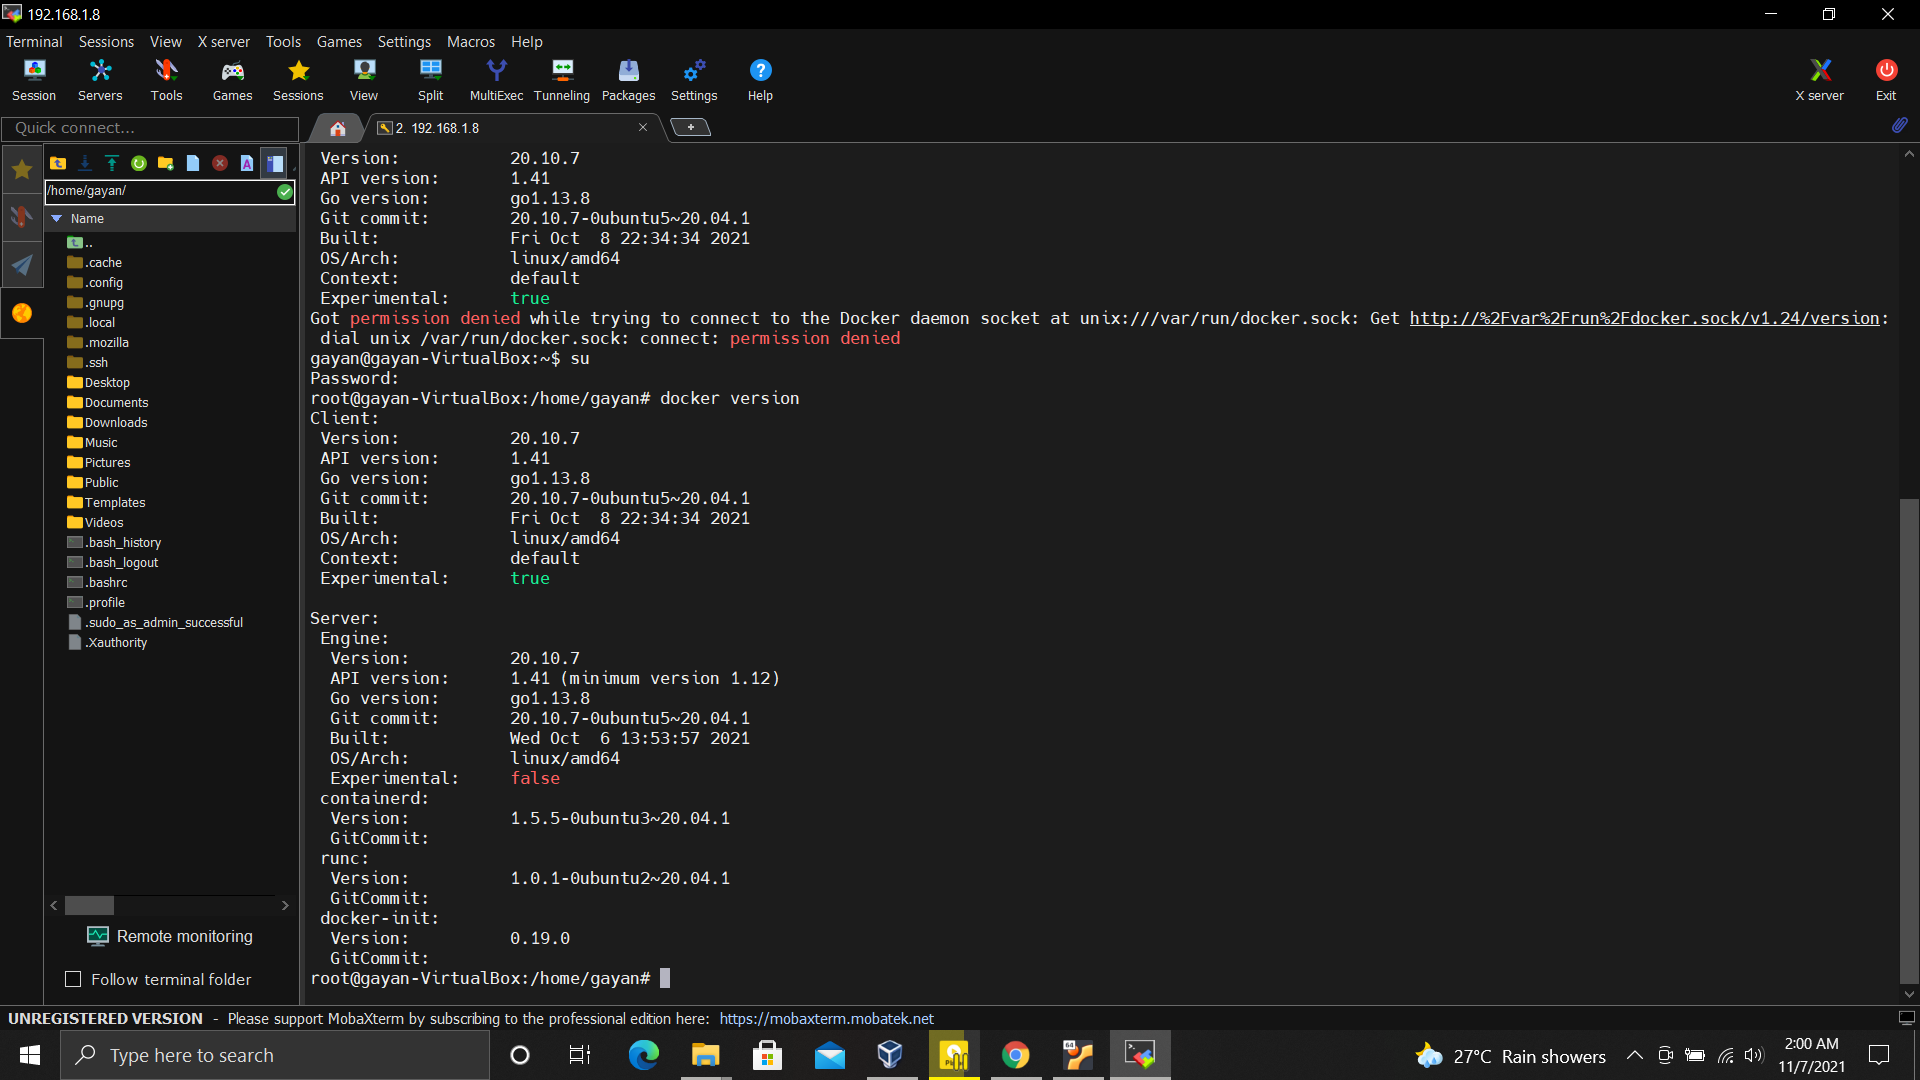 192.168.1.8
Terminal Sessions View X server Tools Games Settings Macros Help
Session Servers Tools Games Sessions View Split MultiExec Tunneling Packages Settings Help X server Exit
Quick connect...
2. 192.168.1.8
/home/gayan/
Name
..
.cache
.config
.gnupg
.local
.mozilla
.ssh
Desktop
Documents
Downloads
Music
Pictures
Public
Templates
Videos
.bash_history
.bash_logout
.bashrc
.profile
.sudo_as_admin_successful
.Xauthority
Remote monitoring
Follow terminal folder
Version: 20.10.7
API version: 1.41
Go version: go1.13.8
Git commit: 20.10.7-0ubuntu5~20.04.1
Built: Fri Oct  8 22:34:34 2021
OS/Arch: linux/amd64
Context: default
Experimental: true
Got permission denied while trying to connect to the Docker daemon socket at unix:///var/run/docker.sock: Get http://%2Fvar%2Frun%2Fdocker.sock/v1.24/version:
dial unix /var/run/docker.sock: connect: permission denied
gayan@gayan-VirtualBox:~$ su
Password:
root@gayan-VirtualBox:/home/gayan# docker version
Client:
Version: 20.10.7
API version: 1.41
Go version: go1.13.8
Git commit: 20.10.7-0ubuntu5~20.04.1
Built: Fri Oct  8 22:34:34 2021
OS/Arch: linux/amd64
Context: default
Experimental: true
Server:
Engine:
Version: 20.10.7
API version: 1.41 (minimum version 1.12)
Go version: go1.13.8
Git commit: 20.10.7-0ubuntu5~20.04.1
Built: Wed Oct  6 13:53:57 2021
OS/Arch: linux/amd64
Experimental: false
containerd:
Version: 1.5.5-0ubuntu3~20.04.1
GitCommit:
runc:
Version: 1.0.1-0ubuntu2~20.04.1
GitCommit:
docker-init:
Version: 0.19.0
GitCommit:
root@gayan-VirtualBox:/home/gayan#
UNREGISTERED VERSION - Please support MobaXterm by subscribing to the professional edition here: https://mobaxterm.mobatek.net
Type here to search
27°C Rain showers
2:00 AM
11/7/2021